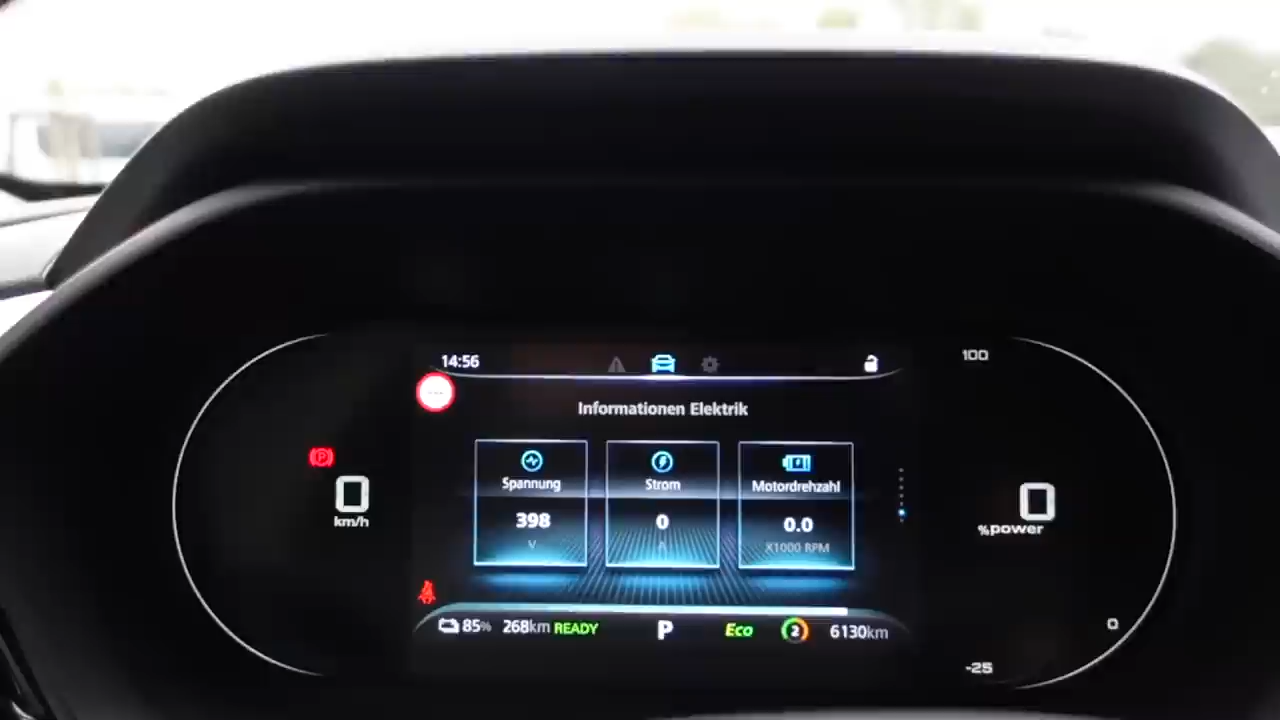 14:56
Informationen Elektrik
Spannung
Strom
Motordrehzahl
398
0
0.0
V
A
X1000 RPM
P
0
km/h
100
0
%power
0
-25
85%
268km
READY
P
Eco
2
6130km